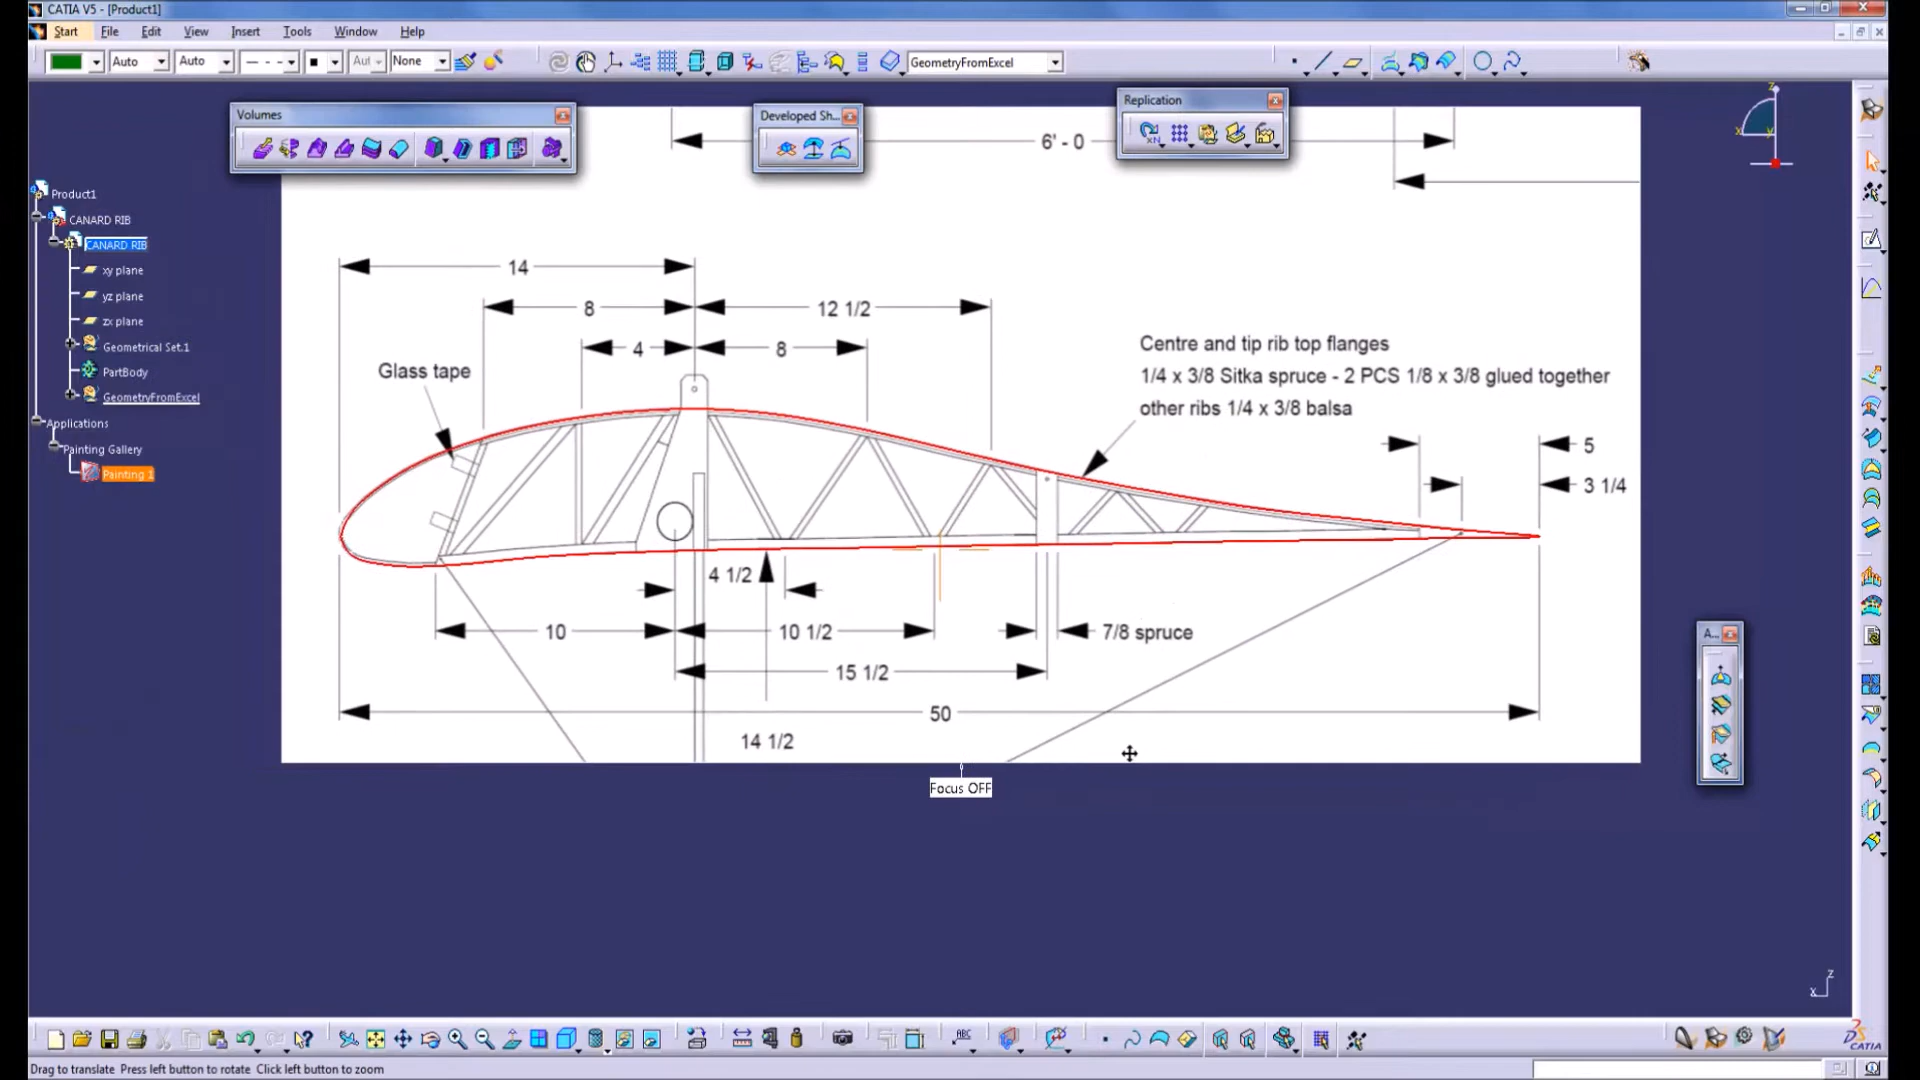 CATIA V5 - [Product1]
Start File Edit View Insert Tools Window Help
Auto Auto Aut None GeometryFromExcel
Volumes
Developed Sh...
Replication
6' - 0
Product1
CANARD RIB
CANARD RIB
xy plane
yz plane
zx plane
Geometrical Set.1
PartBody
GeometryFromExcel
Applications
Painting Gallery
Painting 1
14
8 12 1/2
4 8
Glass tape
Centre and tip rib top flanges
1/4 x 3/8 Sitka spruce - 2 PCS 1/8 x 3/8 glued together
other ribs 1/4 x 3/8 balsa
5
3 1/4
4 1/2
10 10 1/2 7/8 spruce
15 1/2
50
14 1/2
Focus OFF
A...
z
x
ABC
CATIA
Drag to translate Press left button to rotate Click left button to zoom